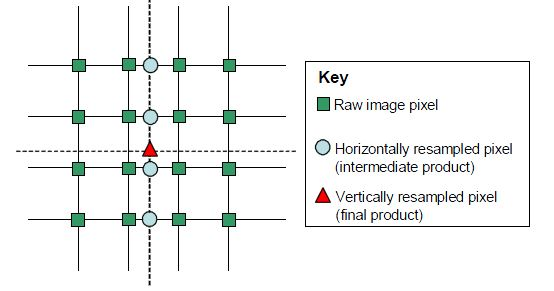 Key
Raw image pixel
Horizontally resampled pixel
(intermediate product)
Vertically resampled pixel
(final product)